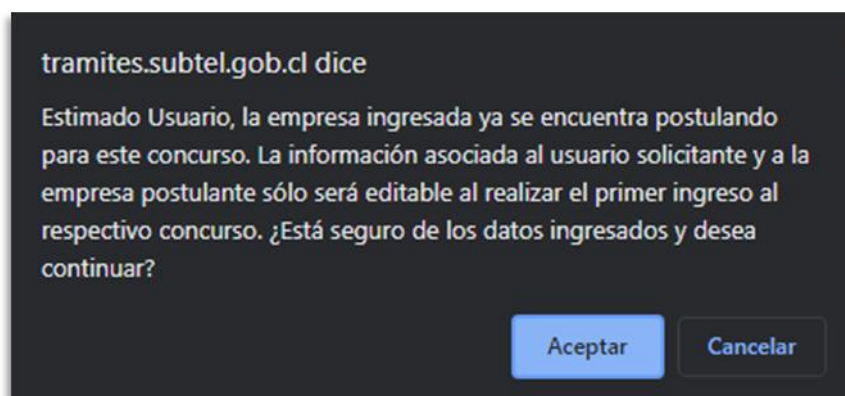 tramites.subtel.gob.cl dice
Estimado Usuario, la empresa ingresada ya se encuentra postulando
para este concurso. La información asociada al usuario solicitante y a la
empresa postulante sólo será editable al realizar el primer ingreso al
respectivo concurso. ¿Está seguro de los datos ingresados y desea
continuar?
Aceptar
Cancelar